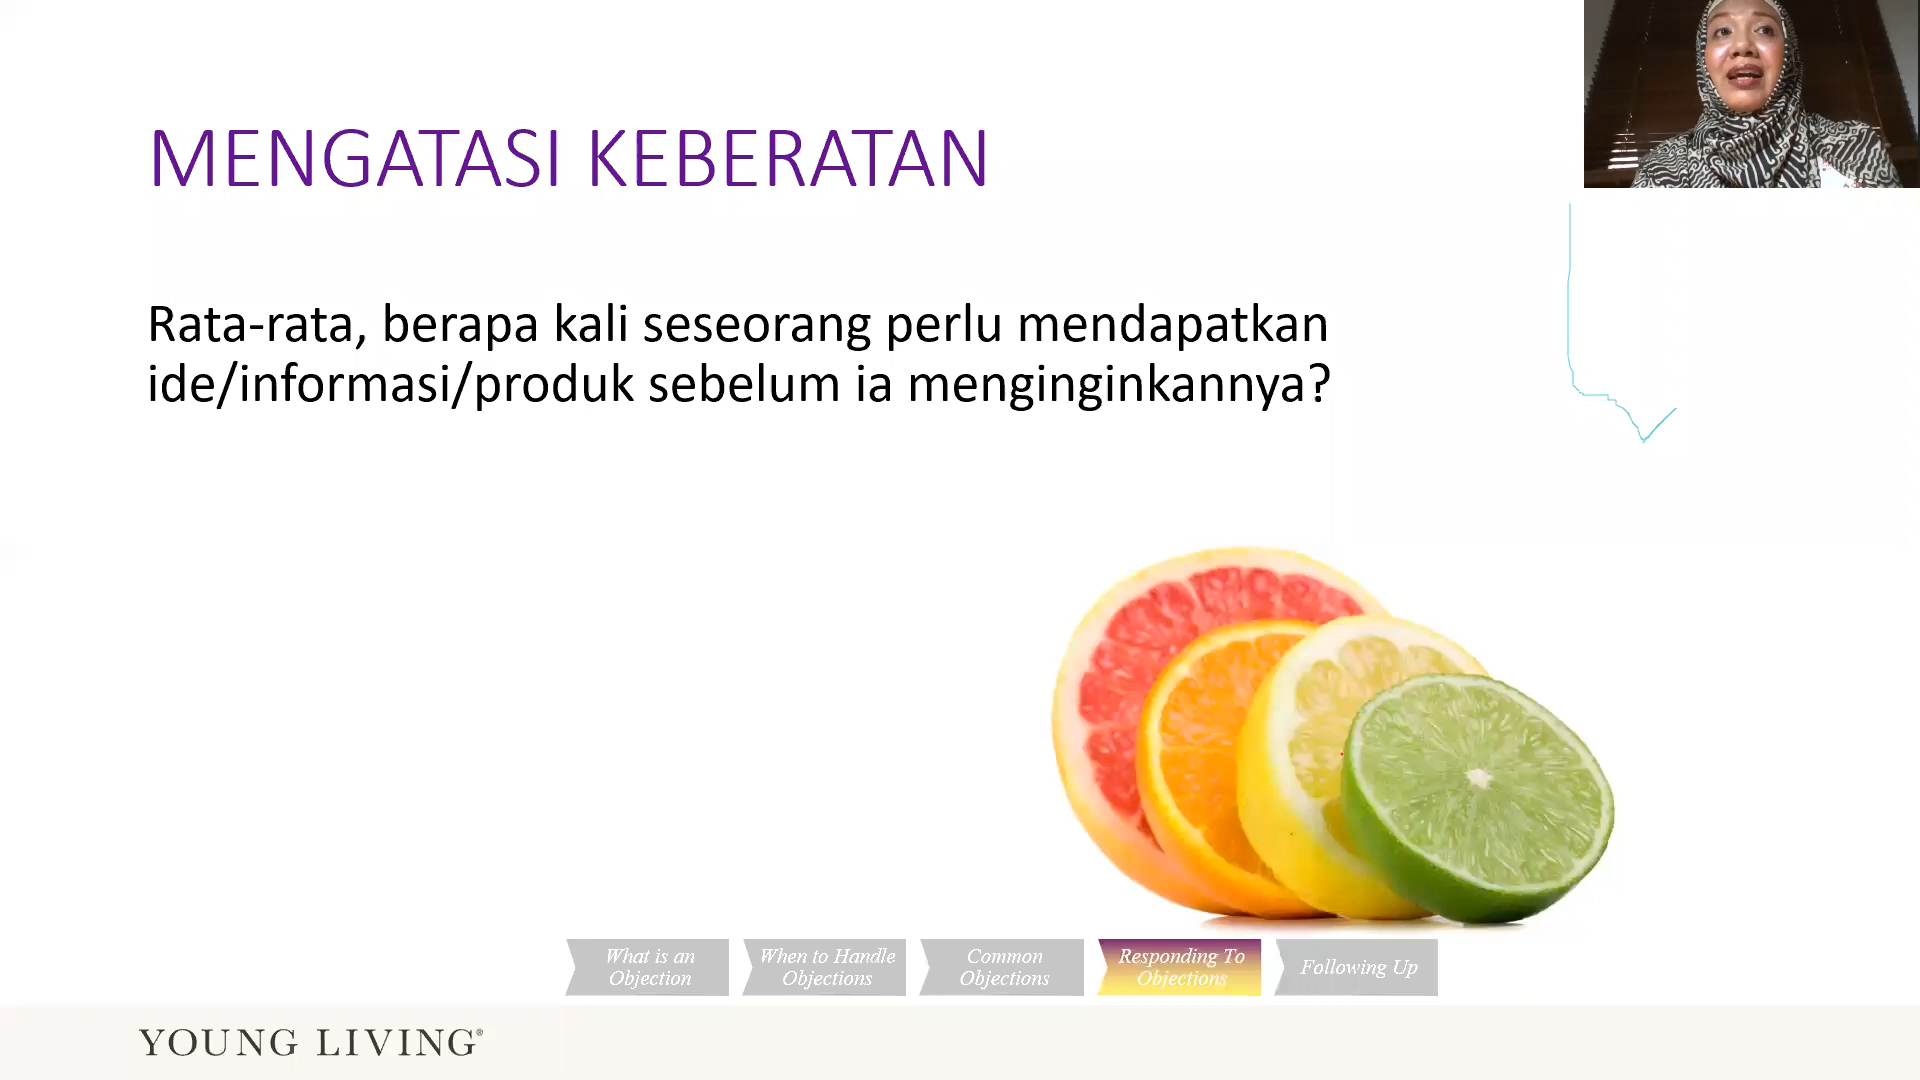 MENGATASI KEBERATAN
Rata-rata, berapa kali seseorang perlu mendapatkan
ide/informasi/produk sebelum ia menginginkannya?
What is an
Objection
When to Handle
Objections
Common
Objections
Responding To
Objections
Following Up
YOUNG LIVING®